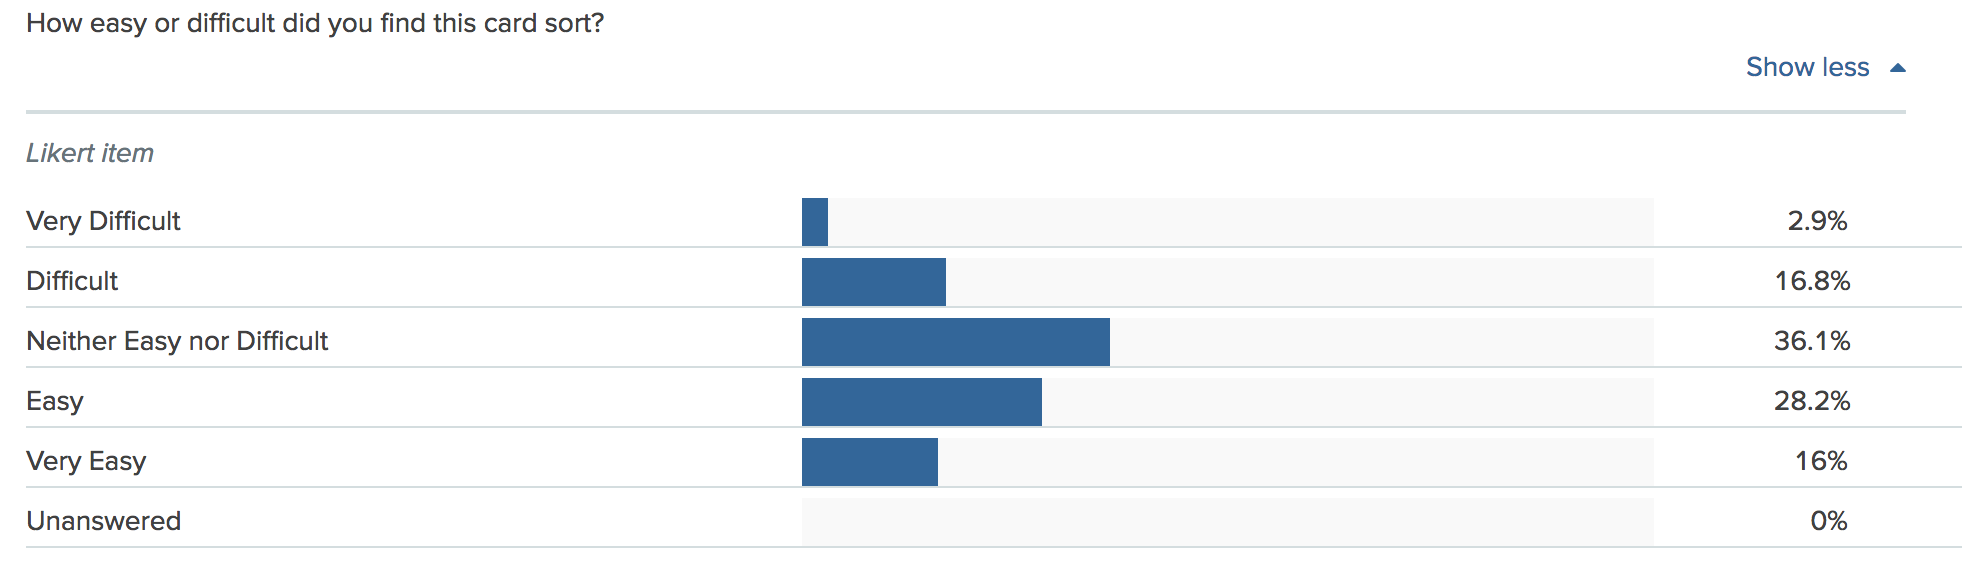 How easy or difficult did you find this card sort?
Show less
Likert item
Very Difficult 2.9%
Difficult 16.8%
Neither Easy nor Difficult 36.1%
Easy 28.2%
Very Easy 16%
Unanswered 0%